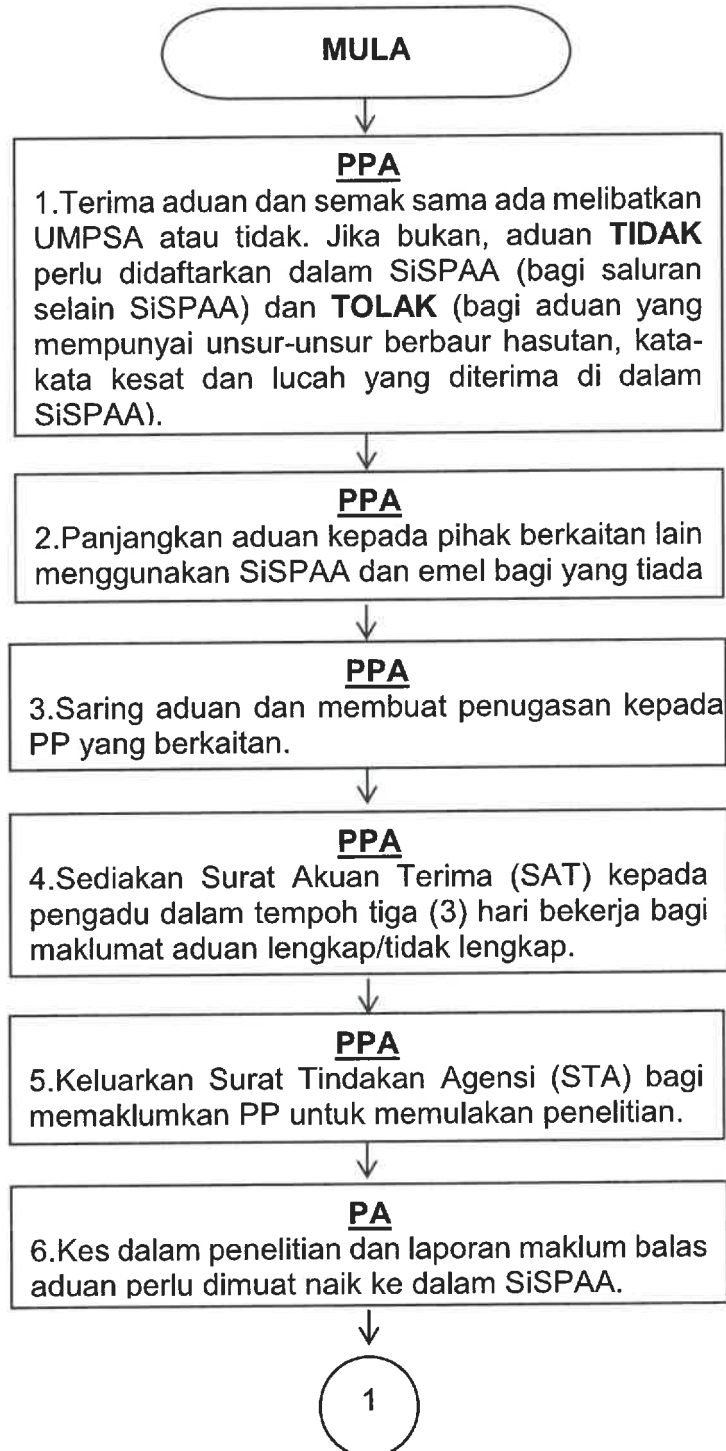 MULA
PPA
1.Terima aduan dan semak sama ada melibatkan
UMPSA atau tidak. Jika bukan, aduan TIDAK
perlu didaftarkan dalam SiSPAA (bagi saluran
selain SiSPAA) dan TOLAK (bagi aduan yang
mempunyai unsur-unsur berbaur hasutan, kata-
kata kesat dan lucah yang diterima di dalam
SiSPAA).
PPA
2.Panjangkan aduan kepada pihak berkaitan lain
menggunakan SiSPAA dan emel bagi yang tiada
PPA
3.Saring aduan dan membuat penugasan kepada
PP yang berkaitan.
PPA
4.Sediakan Surat Akuan Terima (SAT) kepada
pengadu dalam tempoh tiga (3) hari bekerja bagi
maklumat aduan lengkap/tidak lengkap.
PPA
5.Keluarkan Surat Tindakan Agensi (STA) bagi
memaklumkan PP untuk memulakan penelitian.
PA
6.Kes dalam penelitian dan laporan maklum balas
aduan perlu dimuat naik ke dalam SiSPAA.
1